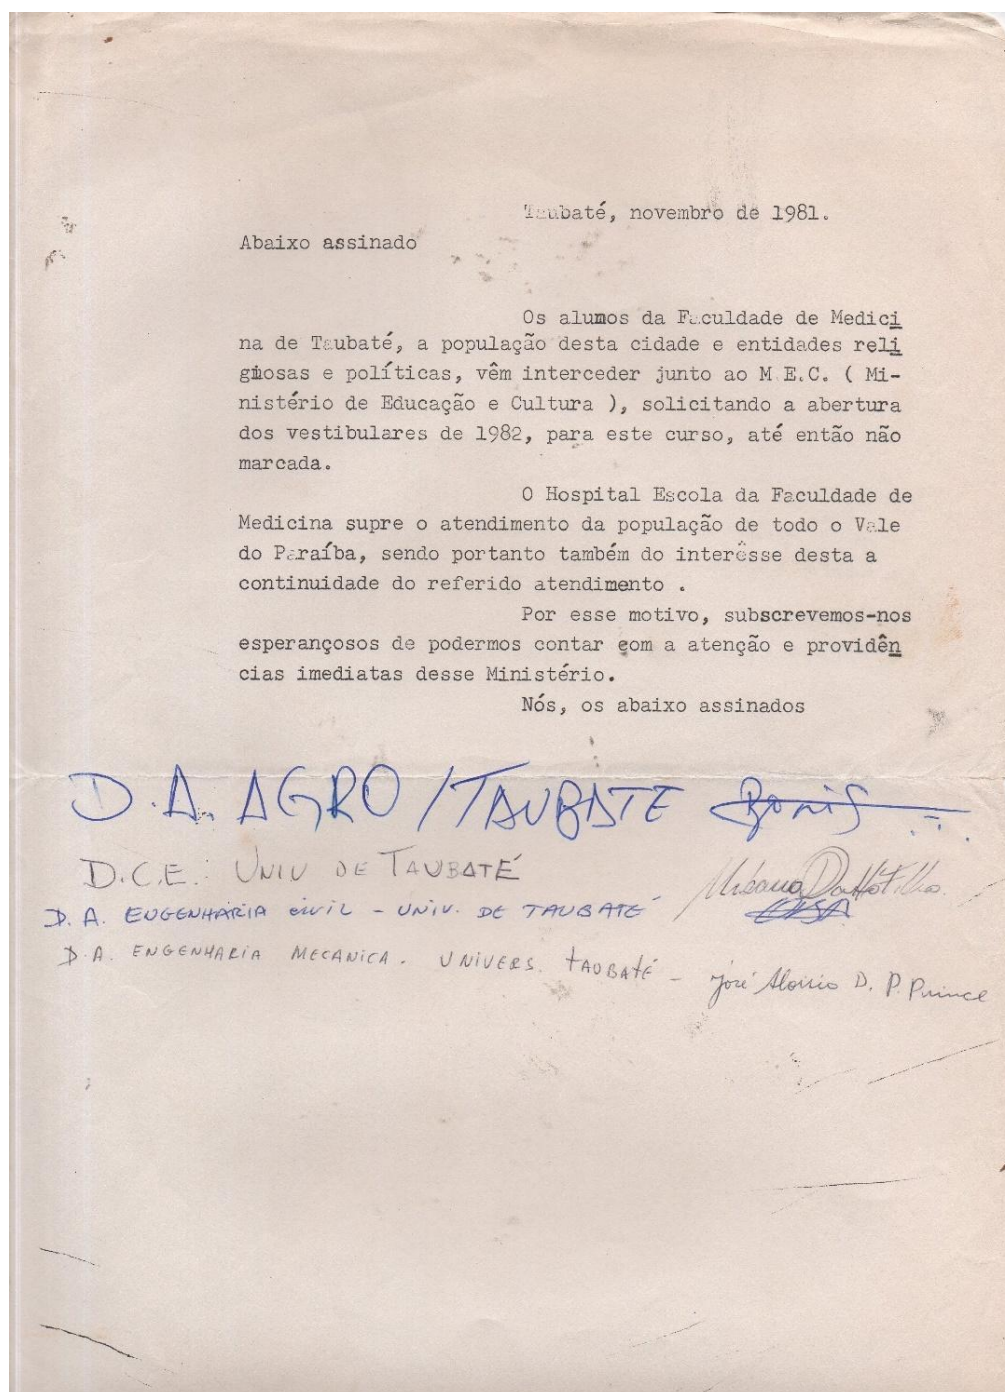 Taubaté, novembro de 1981.
Abaixo assinado
Os alumos da Faculdade de Medici
na de Taubaté, a população desta cidade e entidades reli
giosas e políticas, vêm interceder junto ao M.E.C. ( Mi-
nistério de Educação e Cultura ), solicitando a abertura
dos vestibulares de 1982, para este curso, até então não
marcada.
O Hospital Escola da Faculdade de
Medicina supre o atendimento da população de todo o Vale
do Paraíba, sendo portanto também do interêsse desta a
continuidade do referido atendimento .
Por esse motivo, subscrevemos-nos
esperançosos de podermos contar com a atenção e providên
cias imediatas desse Ministério.
Nós, os abaixo assinados
D.A. AGRO/TAUBATE
D.C.E.: UNIV DE TAUBATÉ
D.A. ENGENHARIA CIVIL - UNIV. DE TAUBATÉ
D.A. ENGENHARIA MECANICA. UNIVERS. TAUBATÉ - José Aloisio D. P. Prince